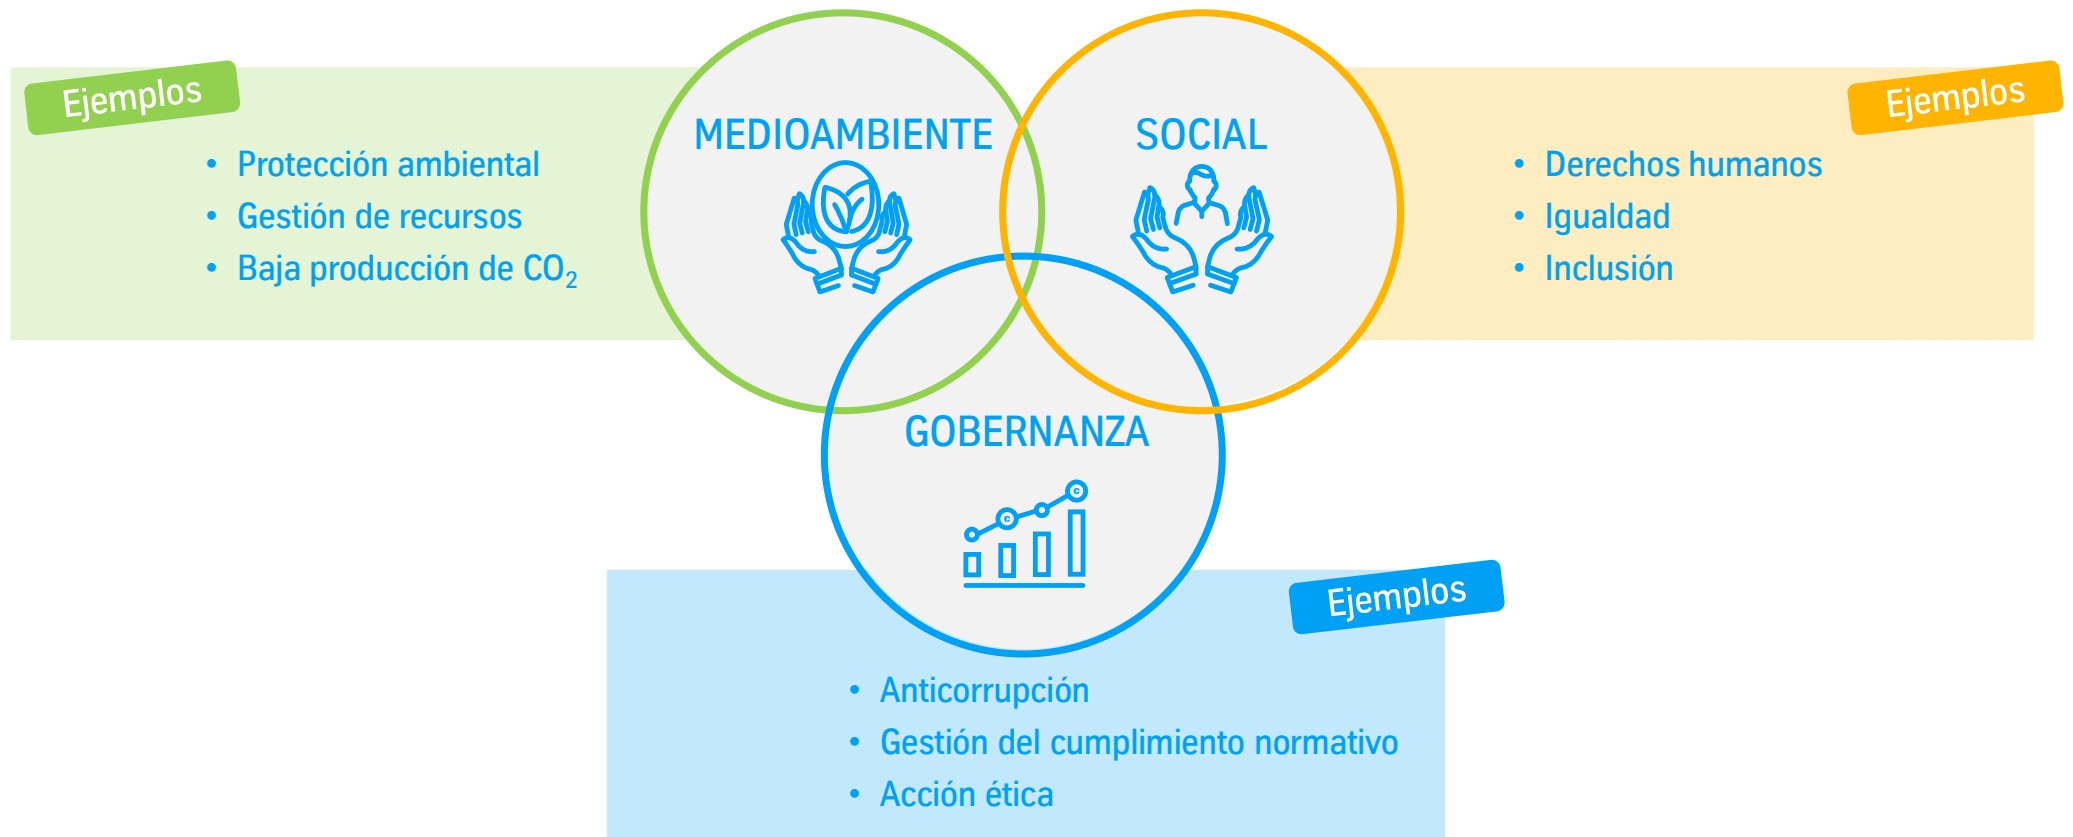 Ejemplos
MEDIOAMBIENTE
• Protección ambiental
• Gestión de recursos
• Baja producción de CO₂
SOCIAL
Ejemplos
• Derechos humanos
• Igualdad
• Inclusión
GOBERNANZA
C
C
Ejemplos
• Anticorrupción
• Gestión del cumplimiento normativo
• Acción ética